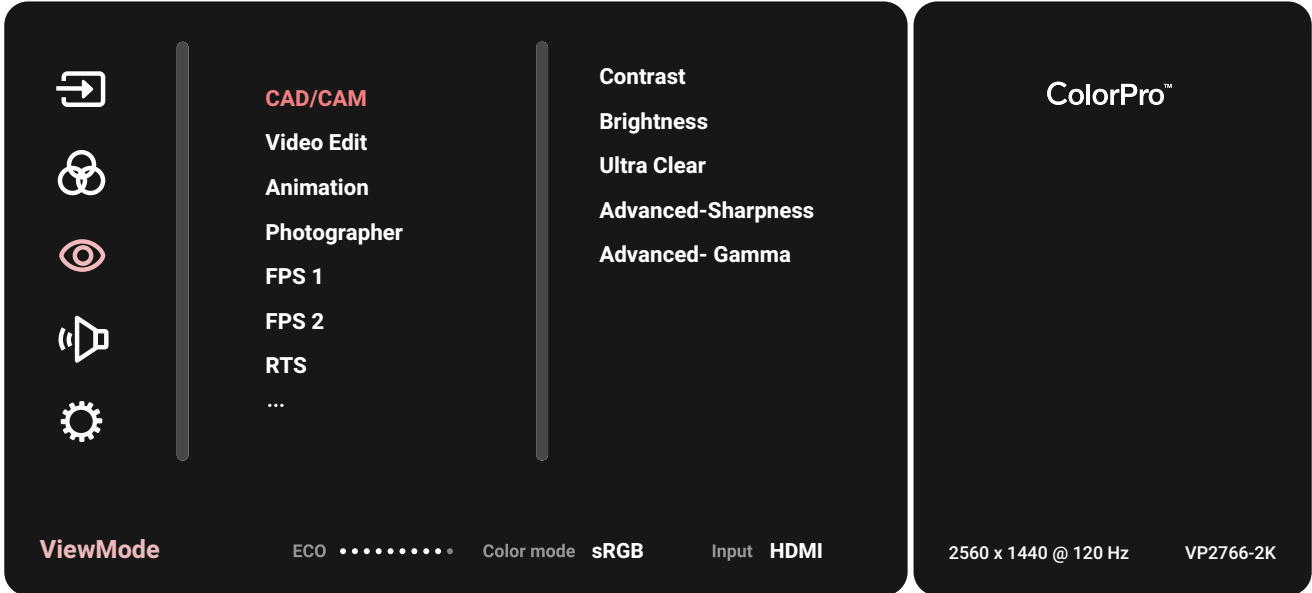 CAD/CAM
Video Edit
Animation
Photographer
FPS 1
FPS 2
RTS
...
Contrast
Brightness
Ultra Clear
Advanced-Sharpness
Advanced- Gamma
ViewMode
ECO
Color mode sRGB
Input HDMI
ColorPro™
2560 x 1440 @ 120 Hz
VP2766-2K